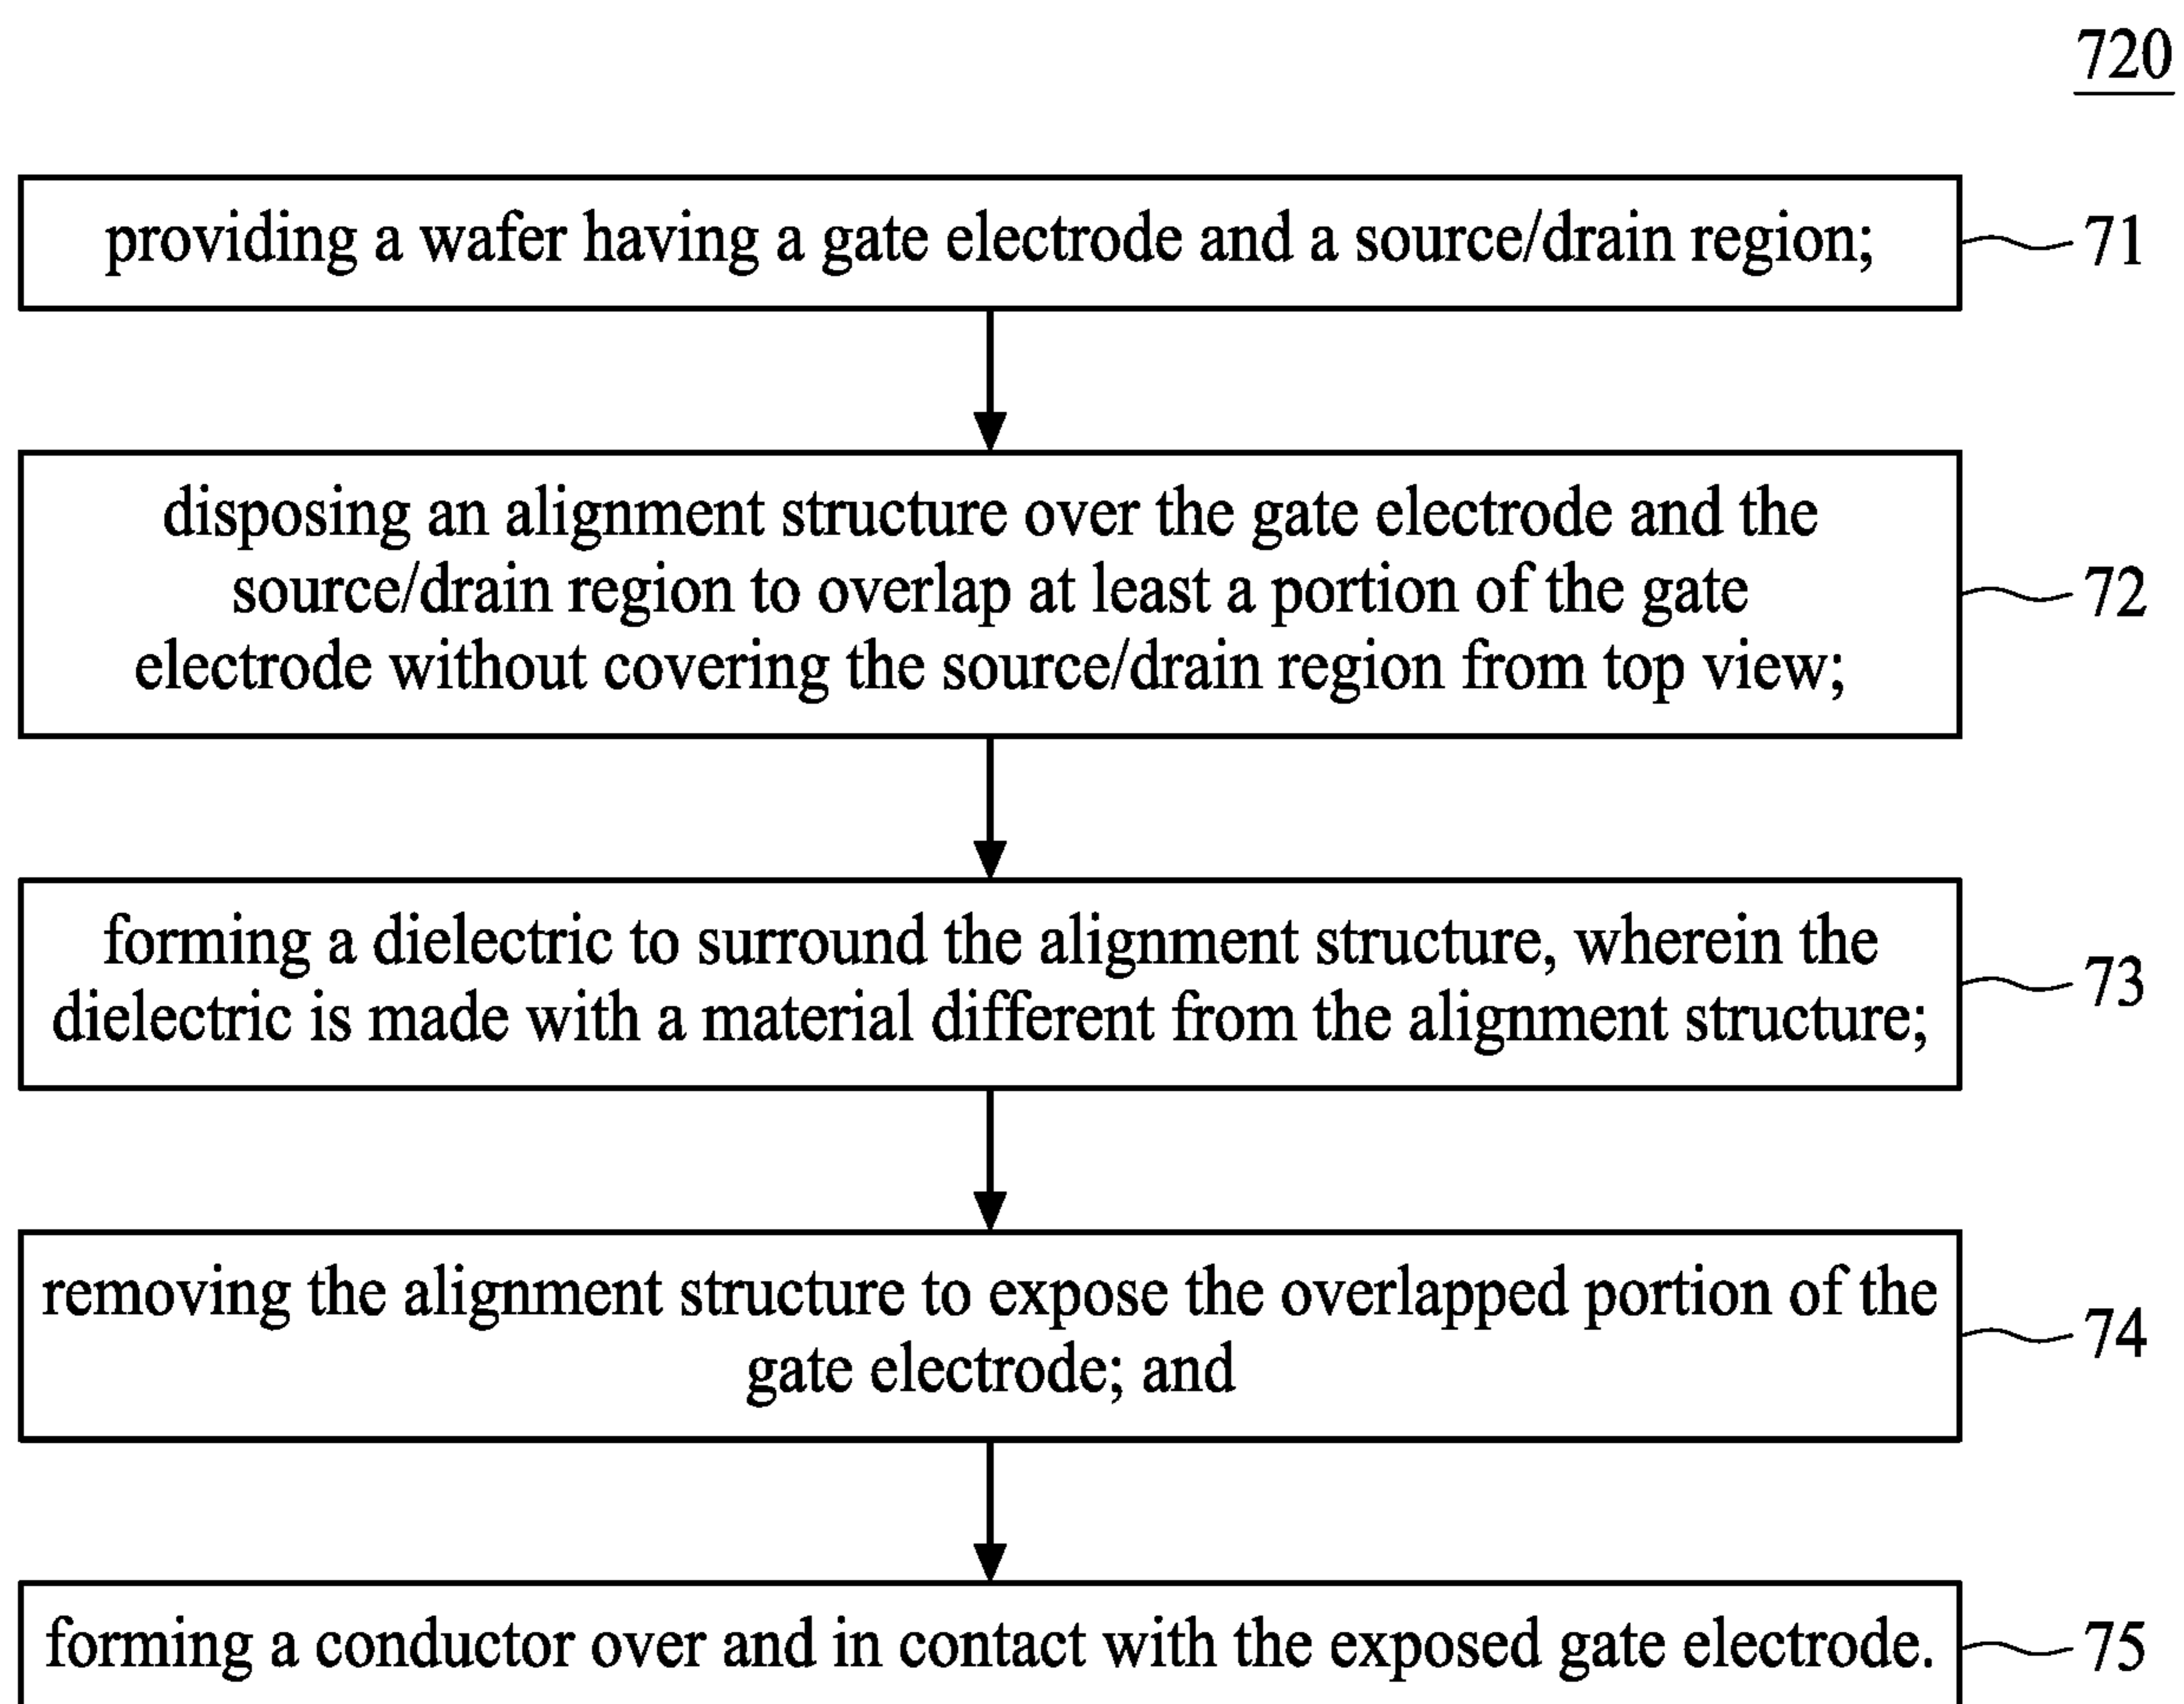 720
providing a wafer having a gate electrode and a source/drain region;
71
disposing an alignment structure over the gate electrode and the
source/drain region to overlap at least a portion of the gate
electrode without covering the source/drain region from top view;
72
forming a dielectric to surround the alignment structure, wherein the
dielectric is made with a material different from the alignment structure;
73
removing the alignment structure to expose the overlapped portion of the
gate electrode; and
74
forming a conductor over and in contact with the exposed gate electrode.
75